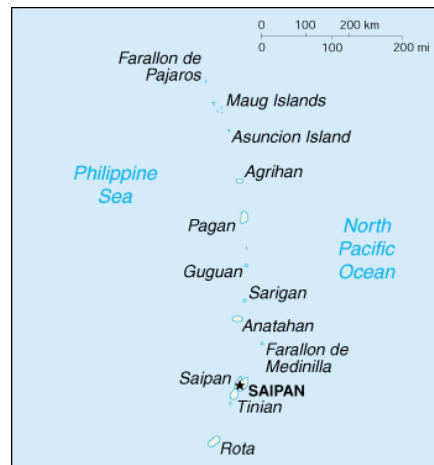 0 100 200 km
0 100 200 mi
Farallon de
Pajaros
Maug Islands
Asuncion Island
Philippine
Sea
Agrihan
Pagan
North
Pacific
Ocean
Guguan
Sarigan
Anatahan
Farallon de
Medinilla
Saipan
SAIPAN
Tinian
Rota